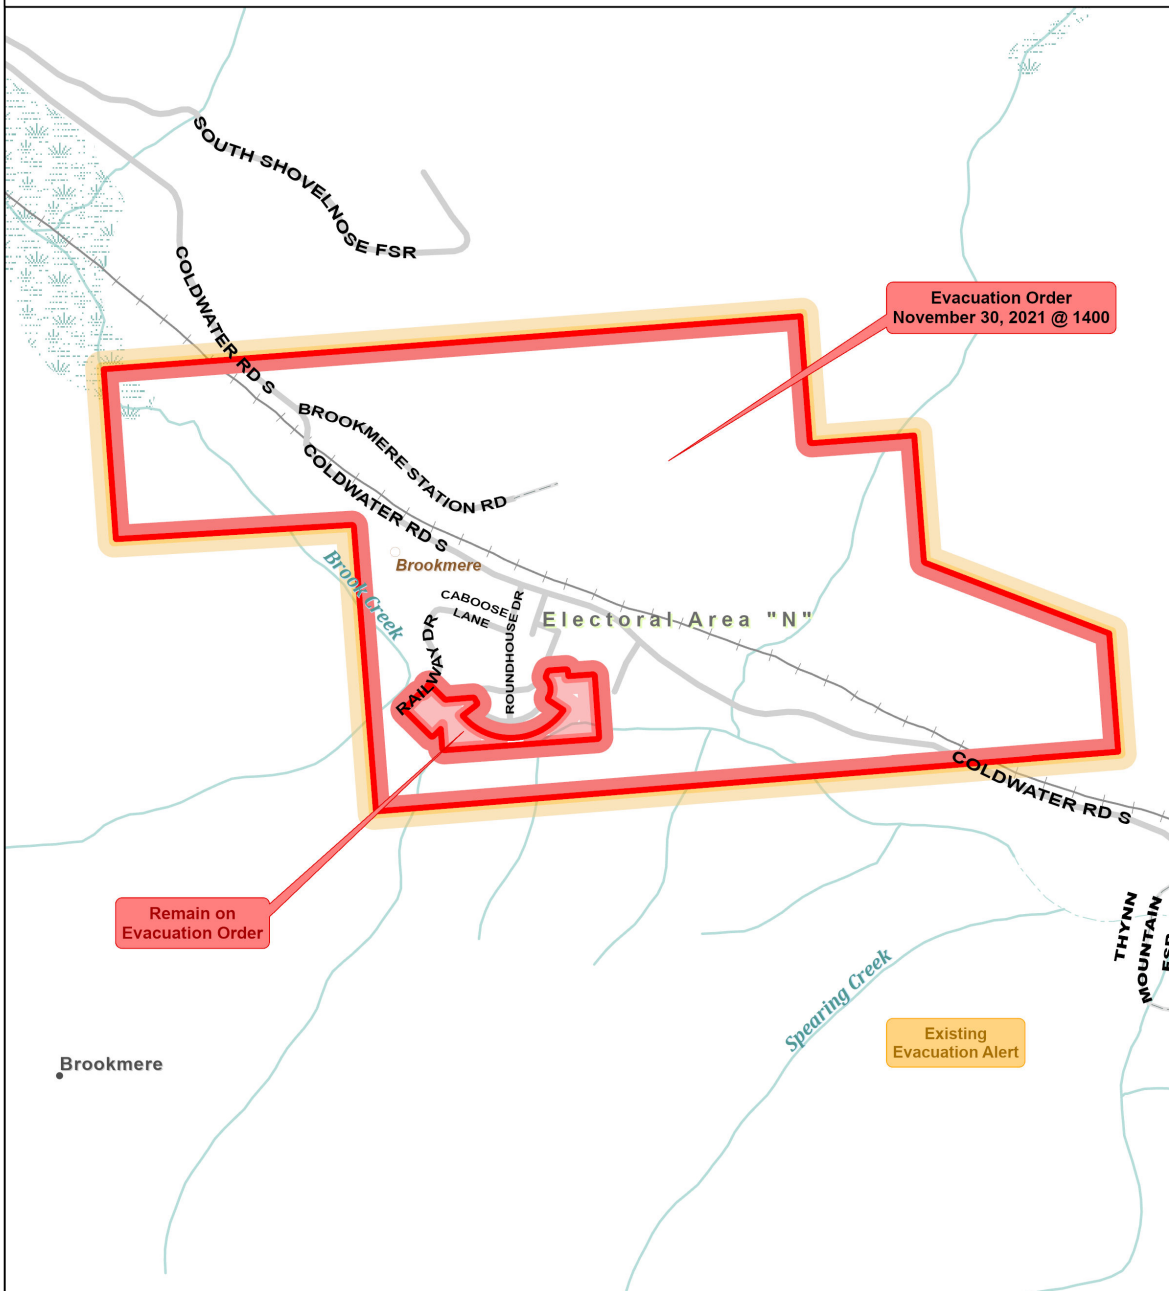 SOUTH SHOVELNOSE FSR
COLDWATER RD S
Evacuation Order
November 30, 2021 @ 1400
BROOKMERE STATION RD
COLDWATER RD S
Brookmere
Brook Creek
CABOOSE
LANE
ROUNDHOUSE DR
Electoral Area "N"
RAILWAY DR
COLDWATER RD S
Remain on
Evacuation Order
THYNN
MOUNTAIN
FSR
Spearing Creek
Existing
Evacuation Alert
Brookmere